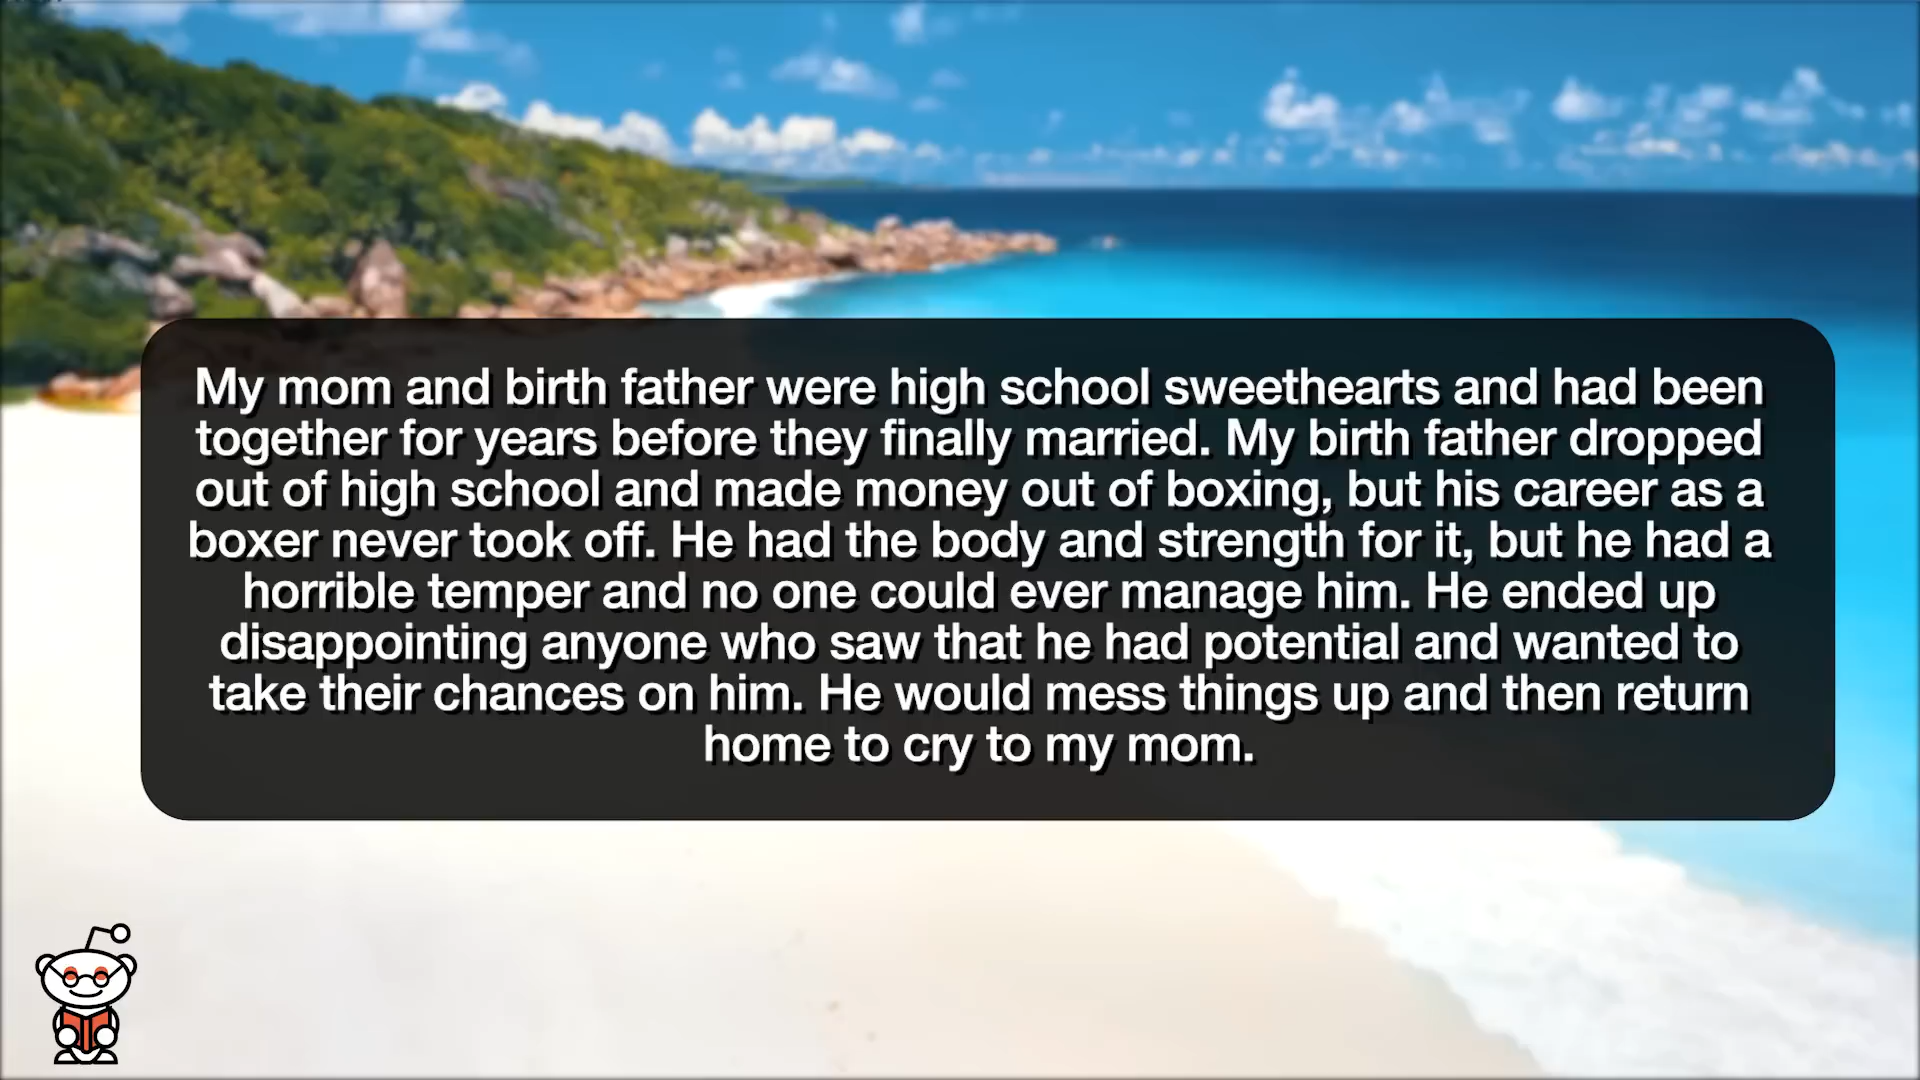 My mom and birth father were high school sweethearts and had been
together for years before they finally married. My birth father dropped
out of high school and made money out of boxing, but his career as a
boxer never took off. He had the body and strength for it, but he had a
horrible temper and no one could ever manage him. He ended up
disappointing anyone who saw that he had potential and wanted to
take their chances on him. He would mess things up and then return
home to cry to my mom.